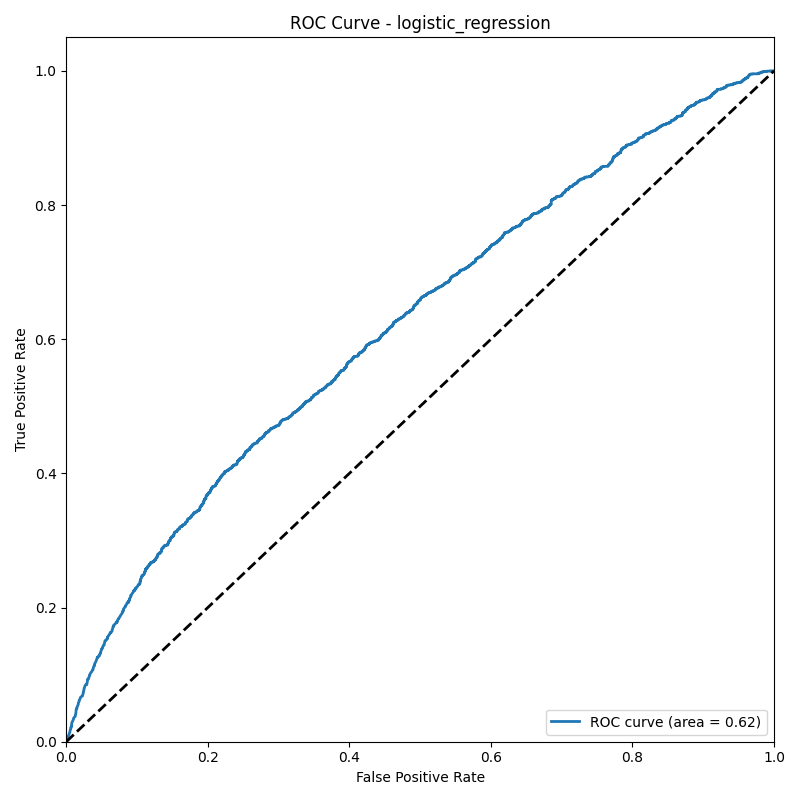 ROC Curve - logistic_regression
True Positive Rate
1.0
0.8
0.6
0.4
0.2
0.0
0.0 0.2 0.4 0.6 0.8 1.0
False Positive Rate
ROC curve (area = 0.62)